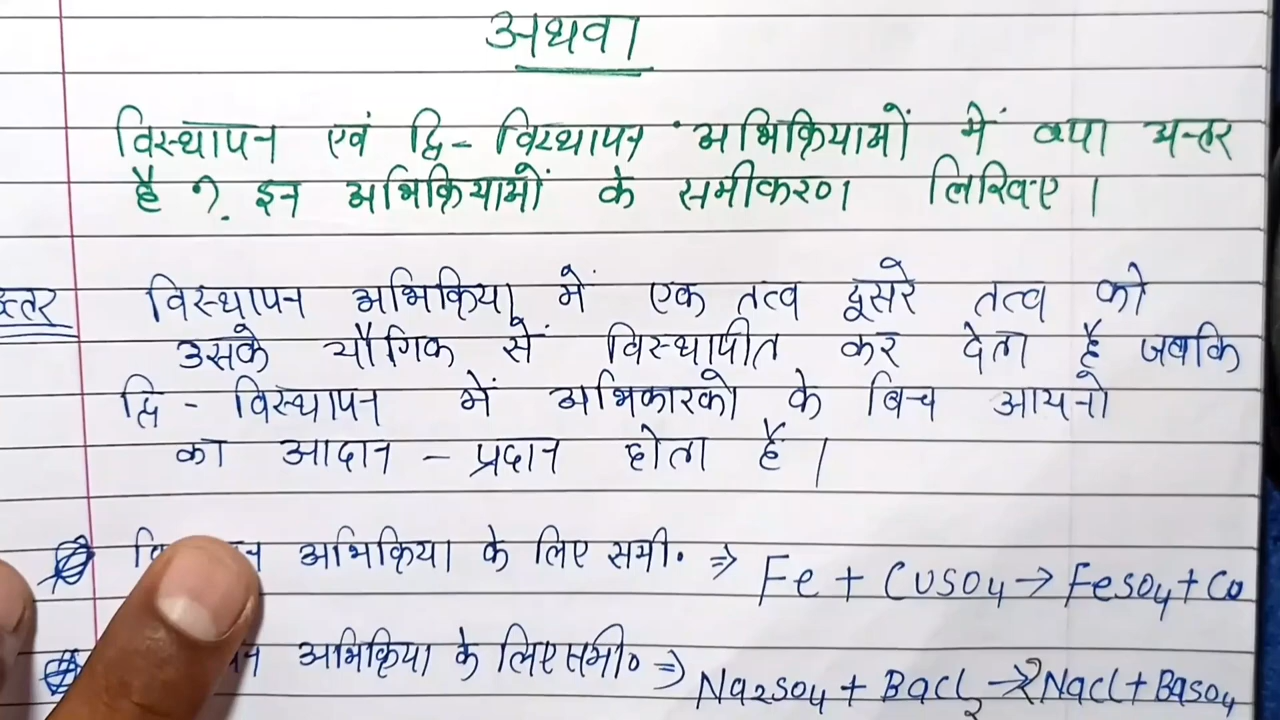 अथवा
विस्थापन एवं द्वि - विस्थापन अभिक्रियाओं में क्या अन्तर
है ? इन अभिक्रियाओं के समीकरण लिखिए ।
विस्थापन अभिक्रिया में एक तत्व दूसरे तत्व को
उसके यौगिक से विस्थापीत कर देता है जबकि
द्वि - विस्थापन में अभिकारको के बिच आयनो
का आदान - प्रदान होता है ।
अभिक्रिया के लिए समी. ⇒ Fe + CuSO4 → FeSO4 + Cu
अभिक्रिया के लिए समी० ⇒ Na2SO4 + BaCl2 → 2NaCl + BaSO4